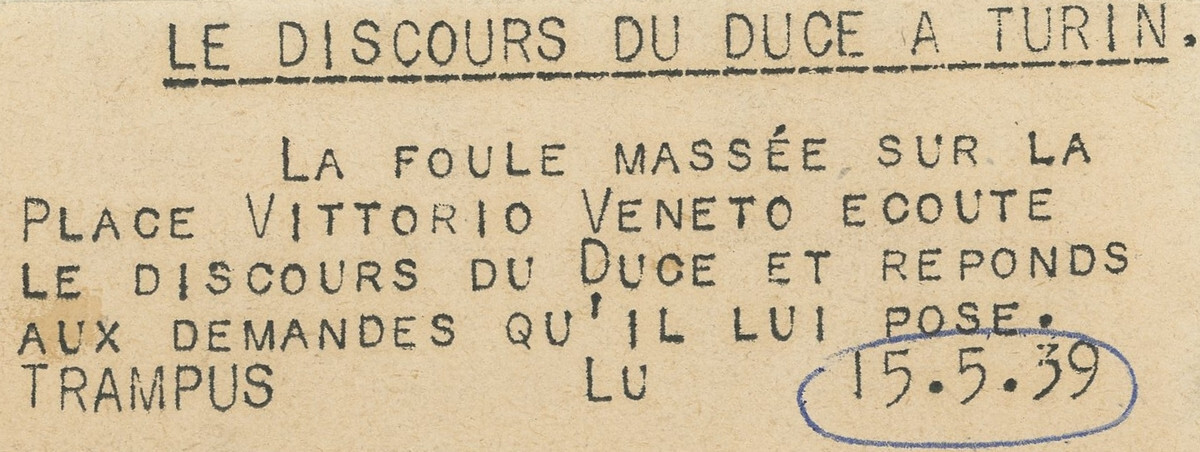 LE DISCOURS DU DUCE A TURIN.
LA FOULE MASSÉE SUR LA
PLACE VITTORIO VENETO ECOUTE
LE DISCOURS DU DUCE ET REPONDS
AUX DEMANDES QU'IL LUI POSE.
TRAMPUS LU 15.5.39